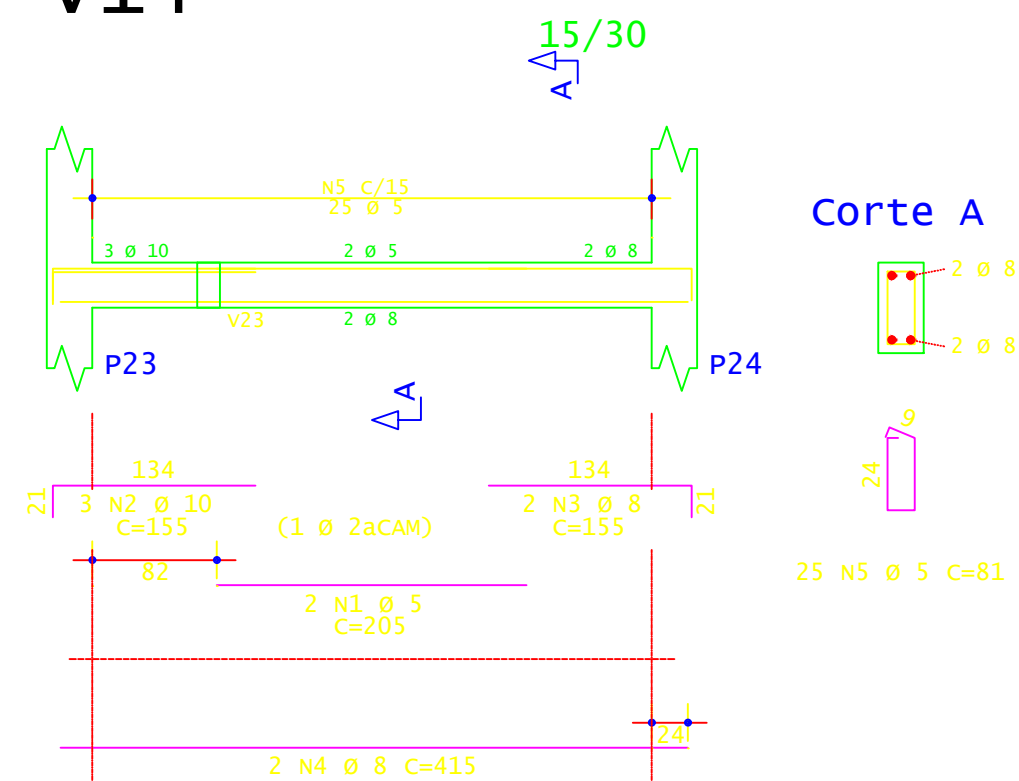 V14
15/30
A
N5 C/15
25 Ø 5
3 Ø 10
2 Ø 5
2 Ø 8
V23
2 Ø 8
P23
P24
A
Corte A
2 Ø 8
2 Ø 8
134
21
3 N2 Ø 10
C=155
(1 Ø 2aCAM)
134
21
2 N3 Ø 8
C=155
9
24
25 N5 Ø 5 C=81
82
2 N1 Ø 5
C=205
24
2 N4 Ø 8 C=415